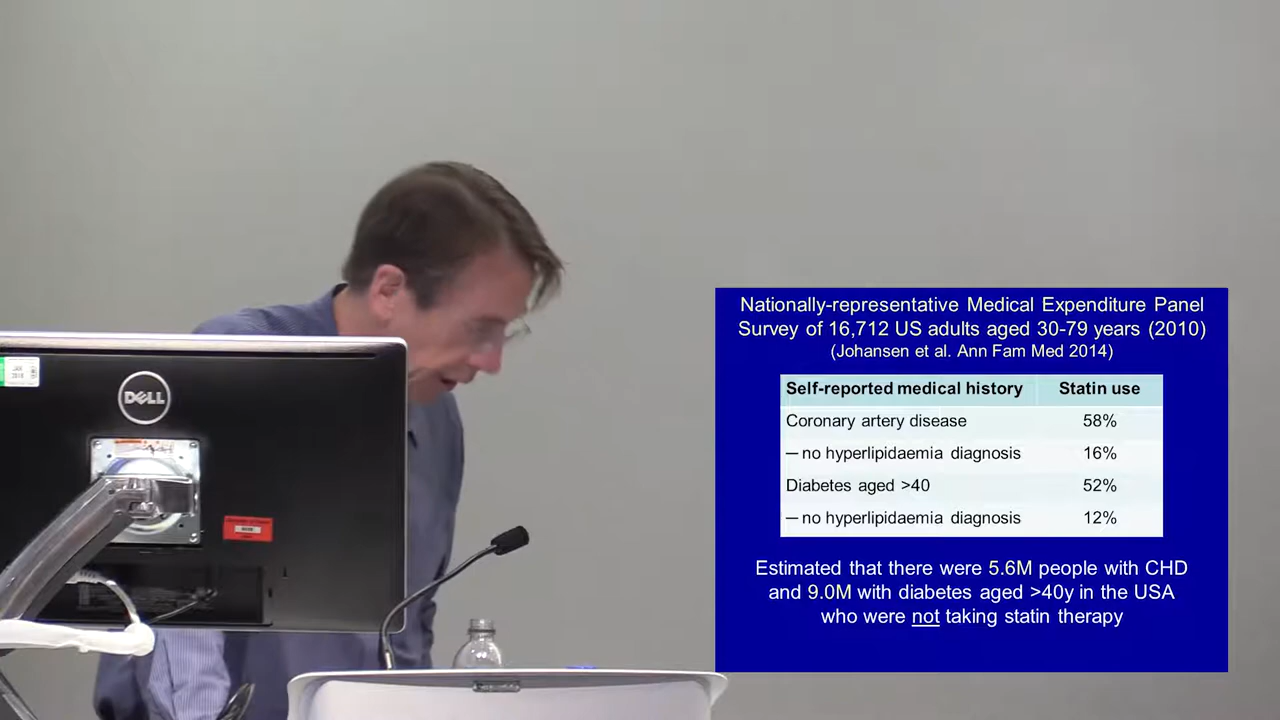 Nationally-representative Medical Expenditure Panel
Survey of 16,712 US adults aged 30-79 years (2010)
(Johansen et al. Ann Fam Med 2014)
Self-reported medical history Statin use
Coronary artery disease 58%
─ no hyperlipidaemia diagnosis 16%
Diabetes aged >40 52%
─ no hyperlipidaemia diagnosis 12%
Estimated that there were 5.6M people with CHD
and 9.0M with diabetes aged >40y in the USA
who were not taking statin therapy
DELL
JAN